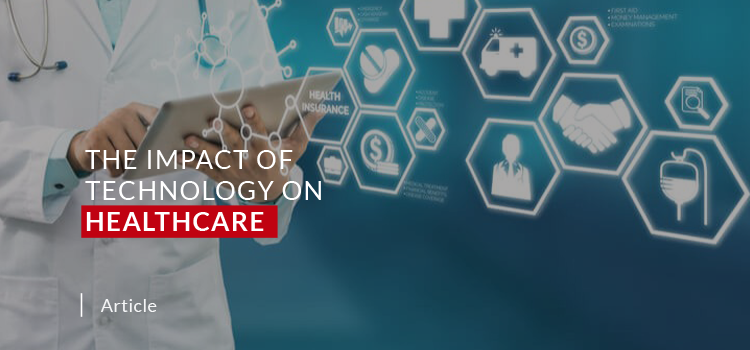 FIRST AID
MONEY MANAGEMENT
EXAMINATIONS
HEALTH
INSURANCE
THE IMPACT OF
TECHNOLOGY ON
HEALTHCARE
Article